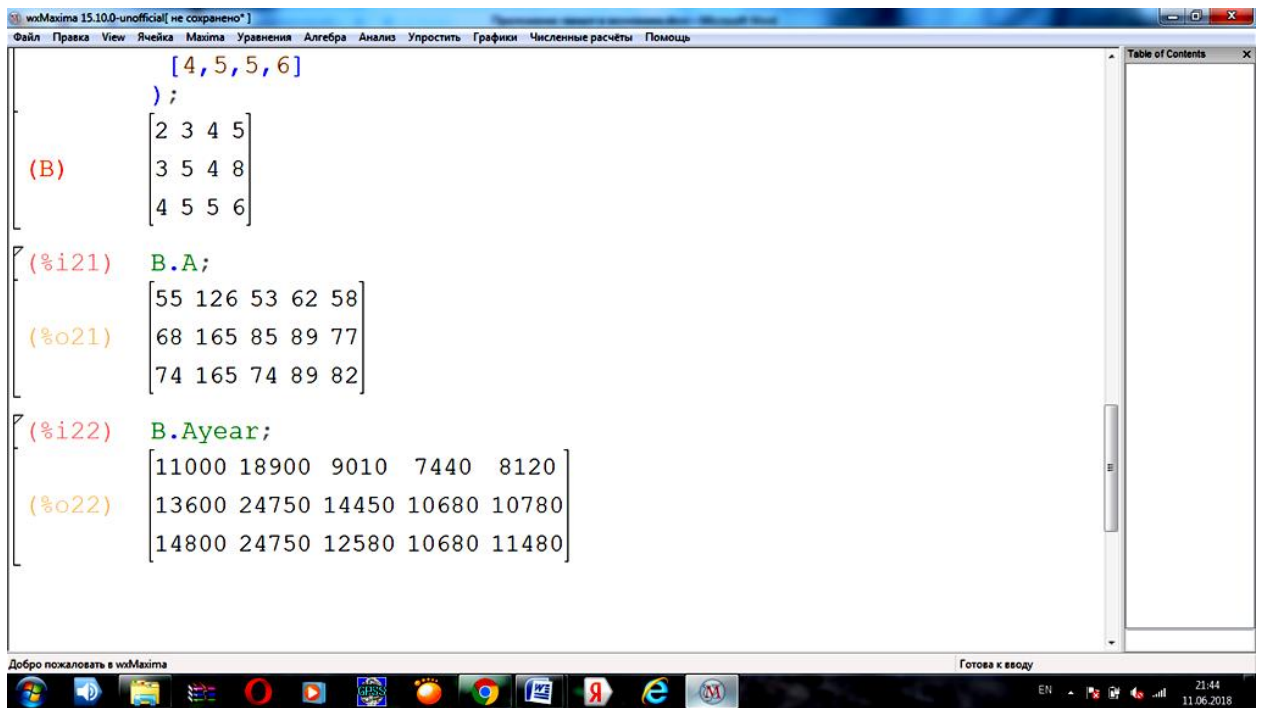 wxMaxima 15.10.0-unofficial[ не сохранено* ]
Файл Правка View Ячейка Maxima Уравнения Алгебра Анализ Упростить Графики Численные расчёты Помощь
Table of Contents
[4,5,5,6]
);
2 3 4 5
(B) 3 5 4 8
4 5 5 6
(%i21) B.A;
55 126 53 62 58
(%o21) 68 165 85 89 77
74 165 74 89 82
(%i22) B.Ayear;
11000 18900 9010 7440 8120
(%o22) 13600 24750 14450 10680 10780
14800 24750 12580 10680 11480
Добро пожаловать в wxMaxima Готова к вводу
GPSS Я EN 21:44
11.06.2018